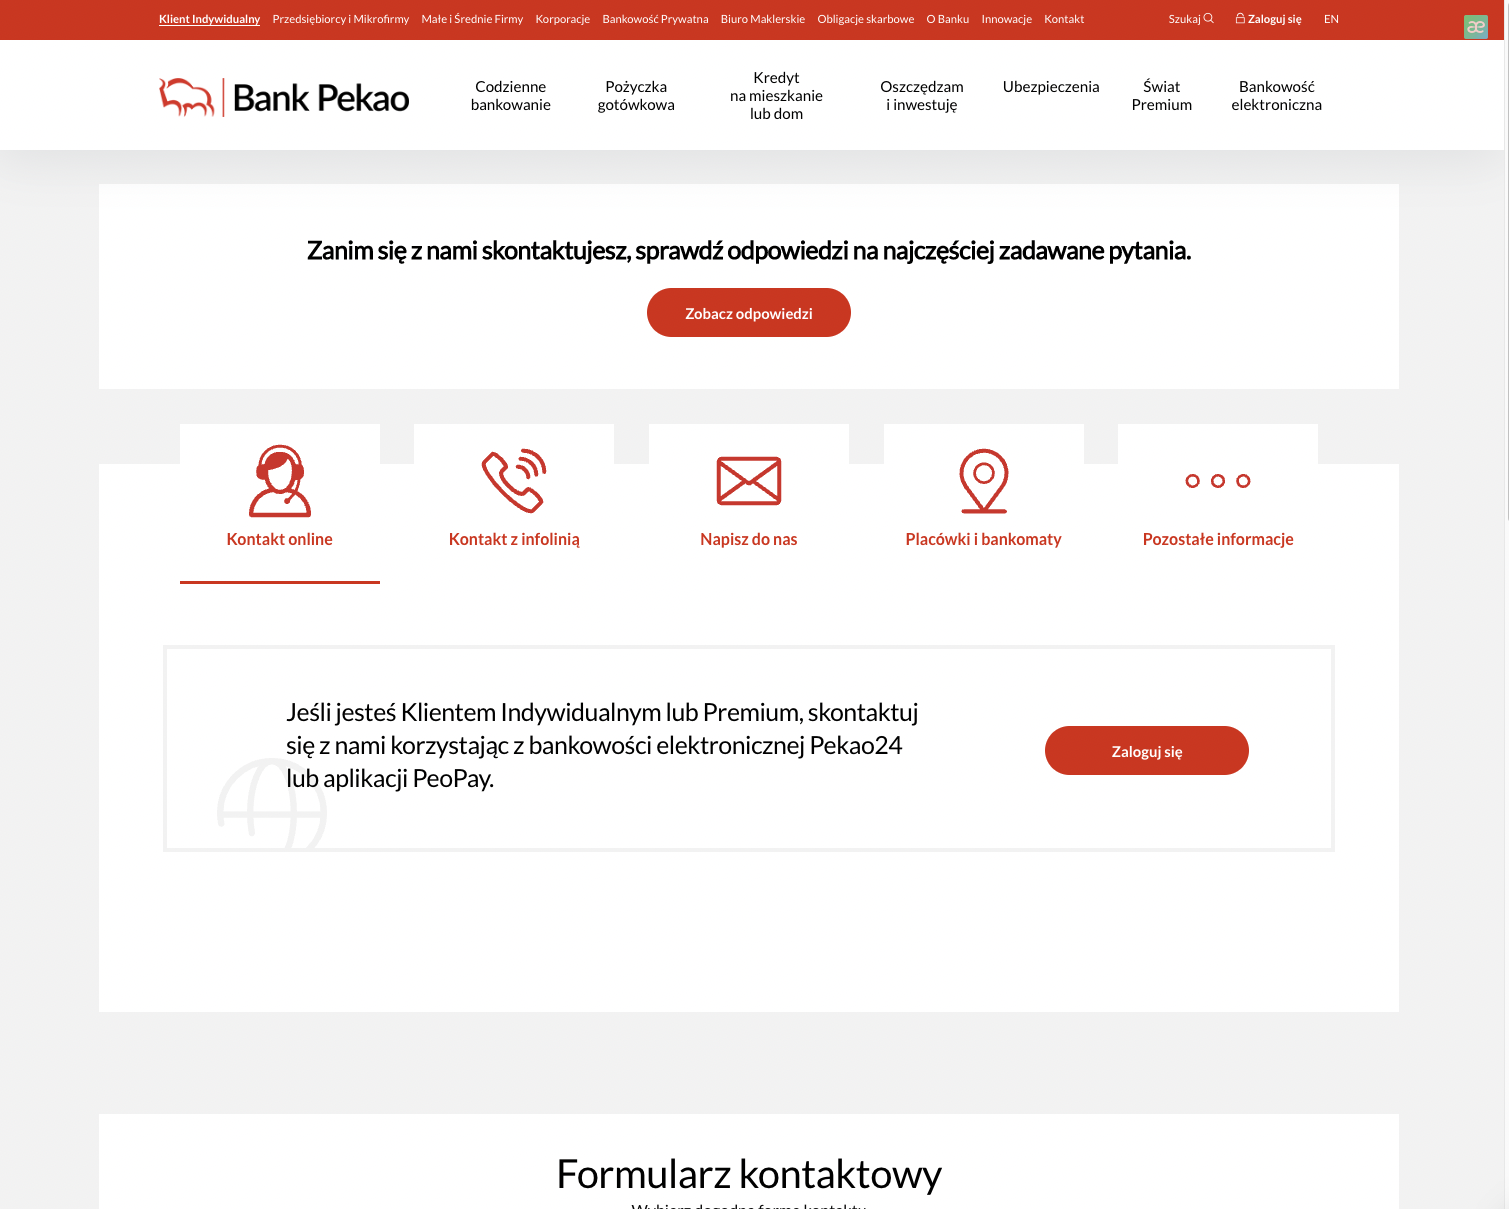 Klient Indywidualny Przedsiębiorcy i Mikrofirmy Małe i Średnie Firmy Korporacje Bankowość Prywatna Biuro Maklerskie Obligacje skarbowe O Banku Innowacje Kontakt Szukaj Zaloguj się EN
æ
Bank Pekao
Codzienne
bankowanie
Pożyczka
gotówkowa
Kredyt
na mieszkanie
lub dom
Oszczędzam
i inwestuję
Ubezpieczenia
Świat
Premium
Bankowość
elektroniczna
Zanim się z nami skontaktujesz, sprawdź odpowiedzi na najczęściej zadawane pytania.
Zobacz odpowiedzi
Kontakt online
Kontakt z infolinią
Napisz do nas
Placówki i bankomaty
Pozostałe informacje
Jeśli jesteś Klientem Indywidualnym lub Premium, skontaktuj
się z nami korzystając z bankowości elektronicznej Pekao24
lub aplikacji PeoPay.
Zaloguj się
Formularz kontaktowy
Wybierz dogodną formę kontaktu